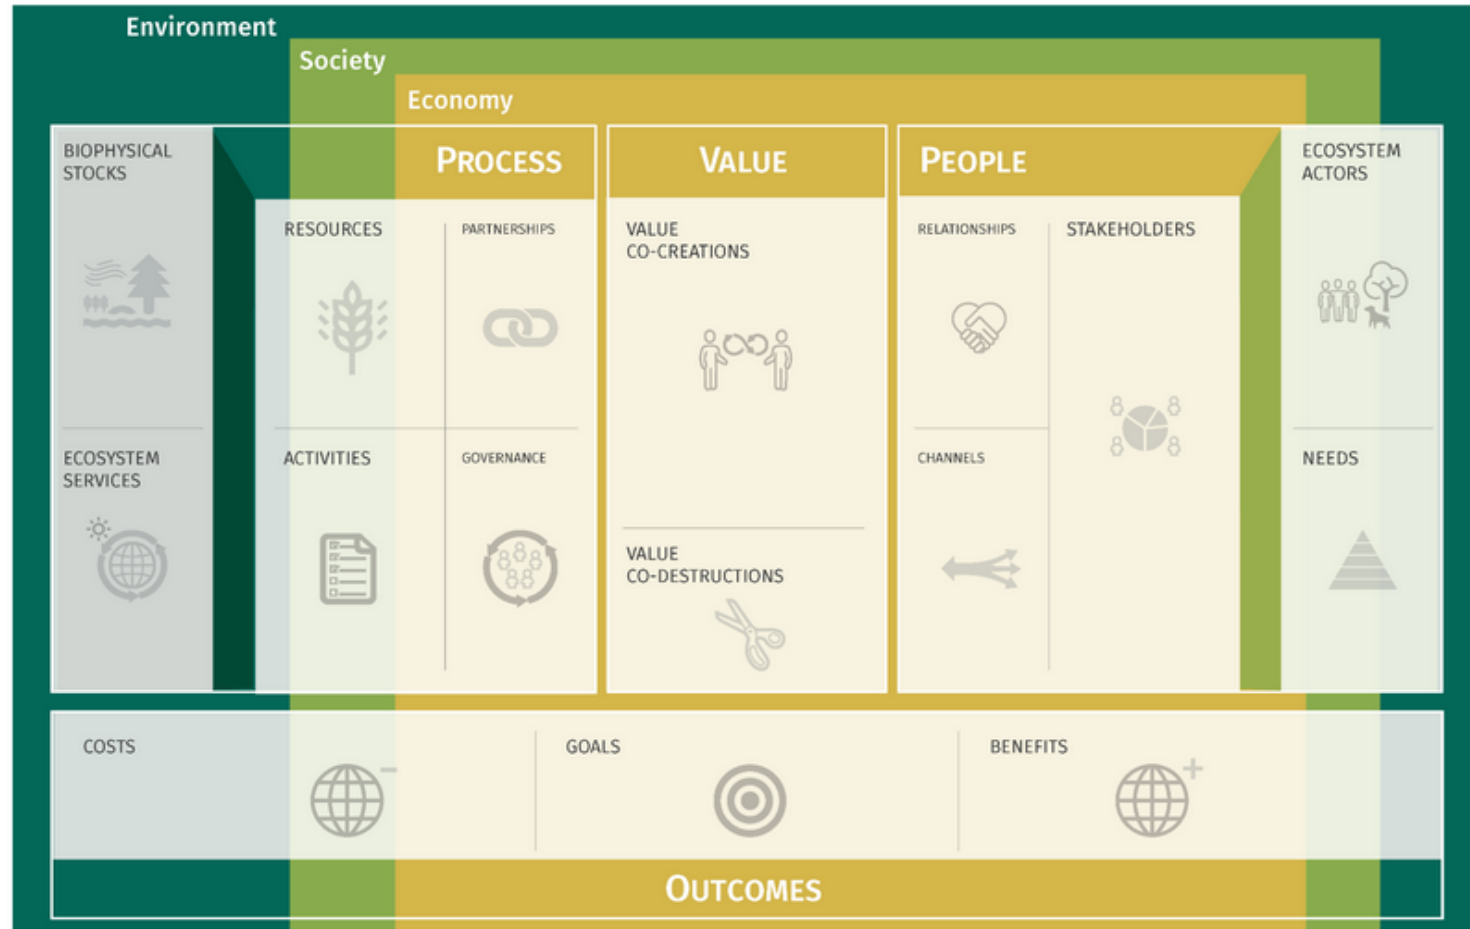 Environment
Society
Economy
PROCESS
VALUE
PEOPLE
BIOPHYSICAL
STOCKS
ECOSYSTEM
SERVICES
RESOURCES
PARTNERSHIPS
ACTIVITIES
GOVERNANCE
VALUE
CO-CREATIONS
VALUE
CO-DESTRUCTIONS
RELATIONSHIPS
STAKEHOLDERS
CHANNELS
ECOSYSTEM
ACTORS
NEEDS
COSTS
GOALS
BENEFITS
OUTCOMES